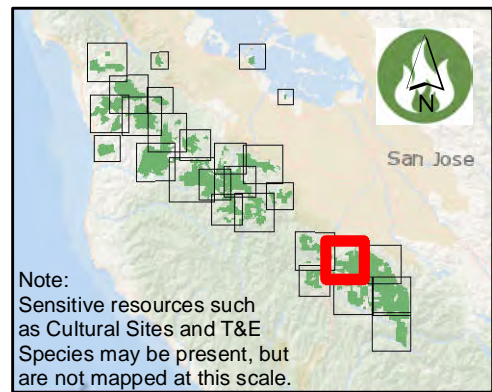 N
San Jose
Note:
Sensitive resources such
as Cultural Sites and T&E
Species may be present, but
are not mapped at this scale.